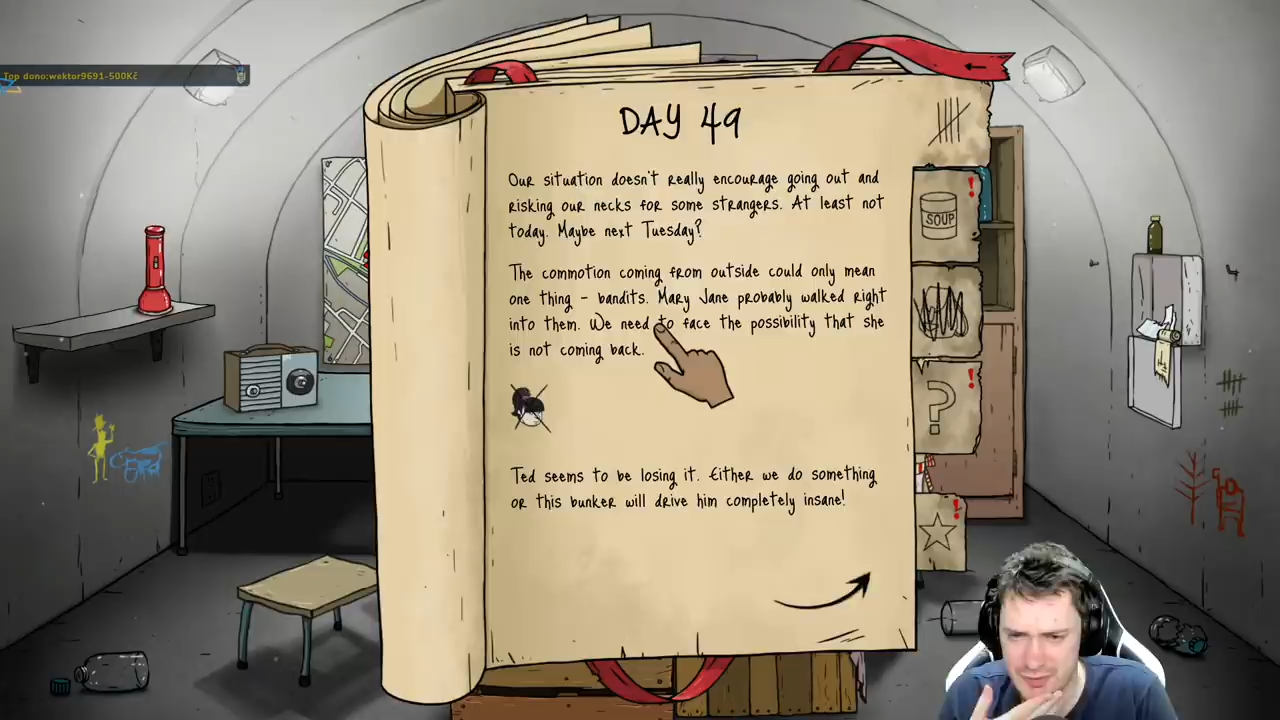 Top dono:wektor9691-500Kč
DAY 49
Our situation doesn't really encourage going out and
risking our necks for some strangers. At least not
today. Maybe next Tuesday?
The commotion coming from outside could only mean
one thing - bandits. Mary Jane probably walked right
into them. We need to face the possibility that she
is not coming back.
Ted seems to be losing it. Either we do something
or this bunker will drive him completely insane!
SOUP
!
!
?
!